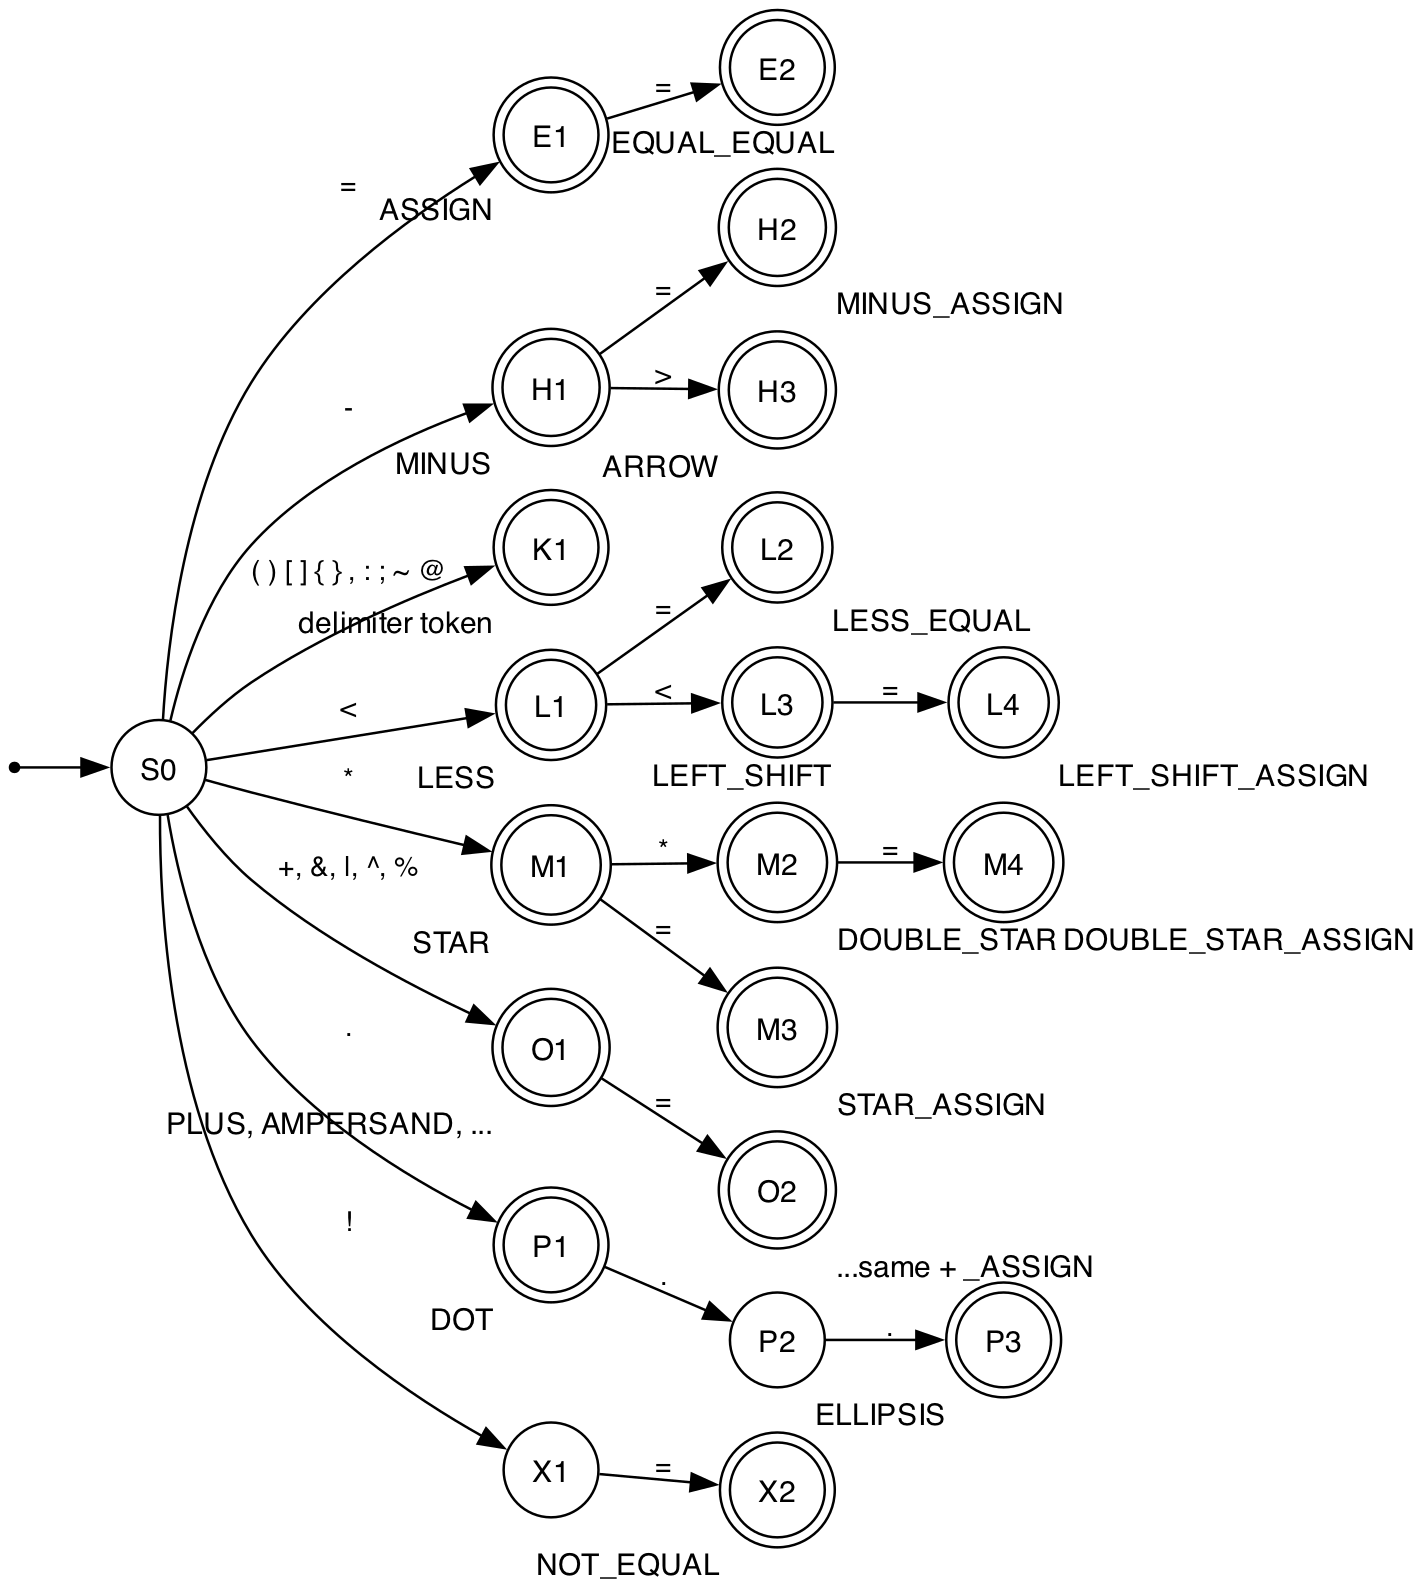 E2
=
E1
EQUAL_EQUAL
=
ASSIGN
H2
=
MINUS_ASSIGN
-
H1
>
H3
MINUS
ARROW
( ) [ ] { } , : ; ~ @
K1
L2
delimiter token
=
LESS_EQUAL
<
L1
<
L3
=
L4
S0
*
LESS
LEFT_SHIFT
LEFT_SHIFT_ASSIGN
+, &, |, ^, %
M1
*
M2
=
M4
STAR
=
DOUBLE_STAR DOUBLE_STAR_ASSIGN
.
O1
M3
=
STAR_ASSIGN
PLUS, AMPERSAND, ...
O2
!
P1
.
...same + _ASSIGN
DOT
P2
.
P3
ELLIPSIS
X1
=
X2
NOT_EQUAL